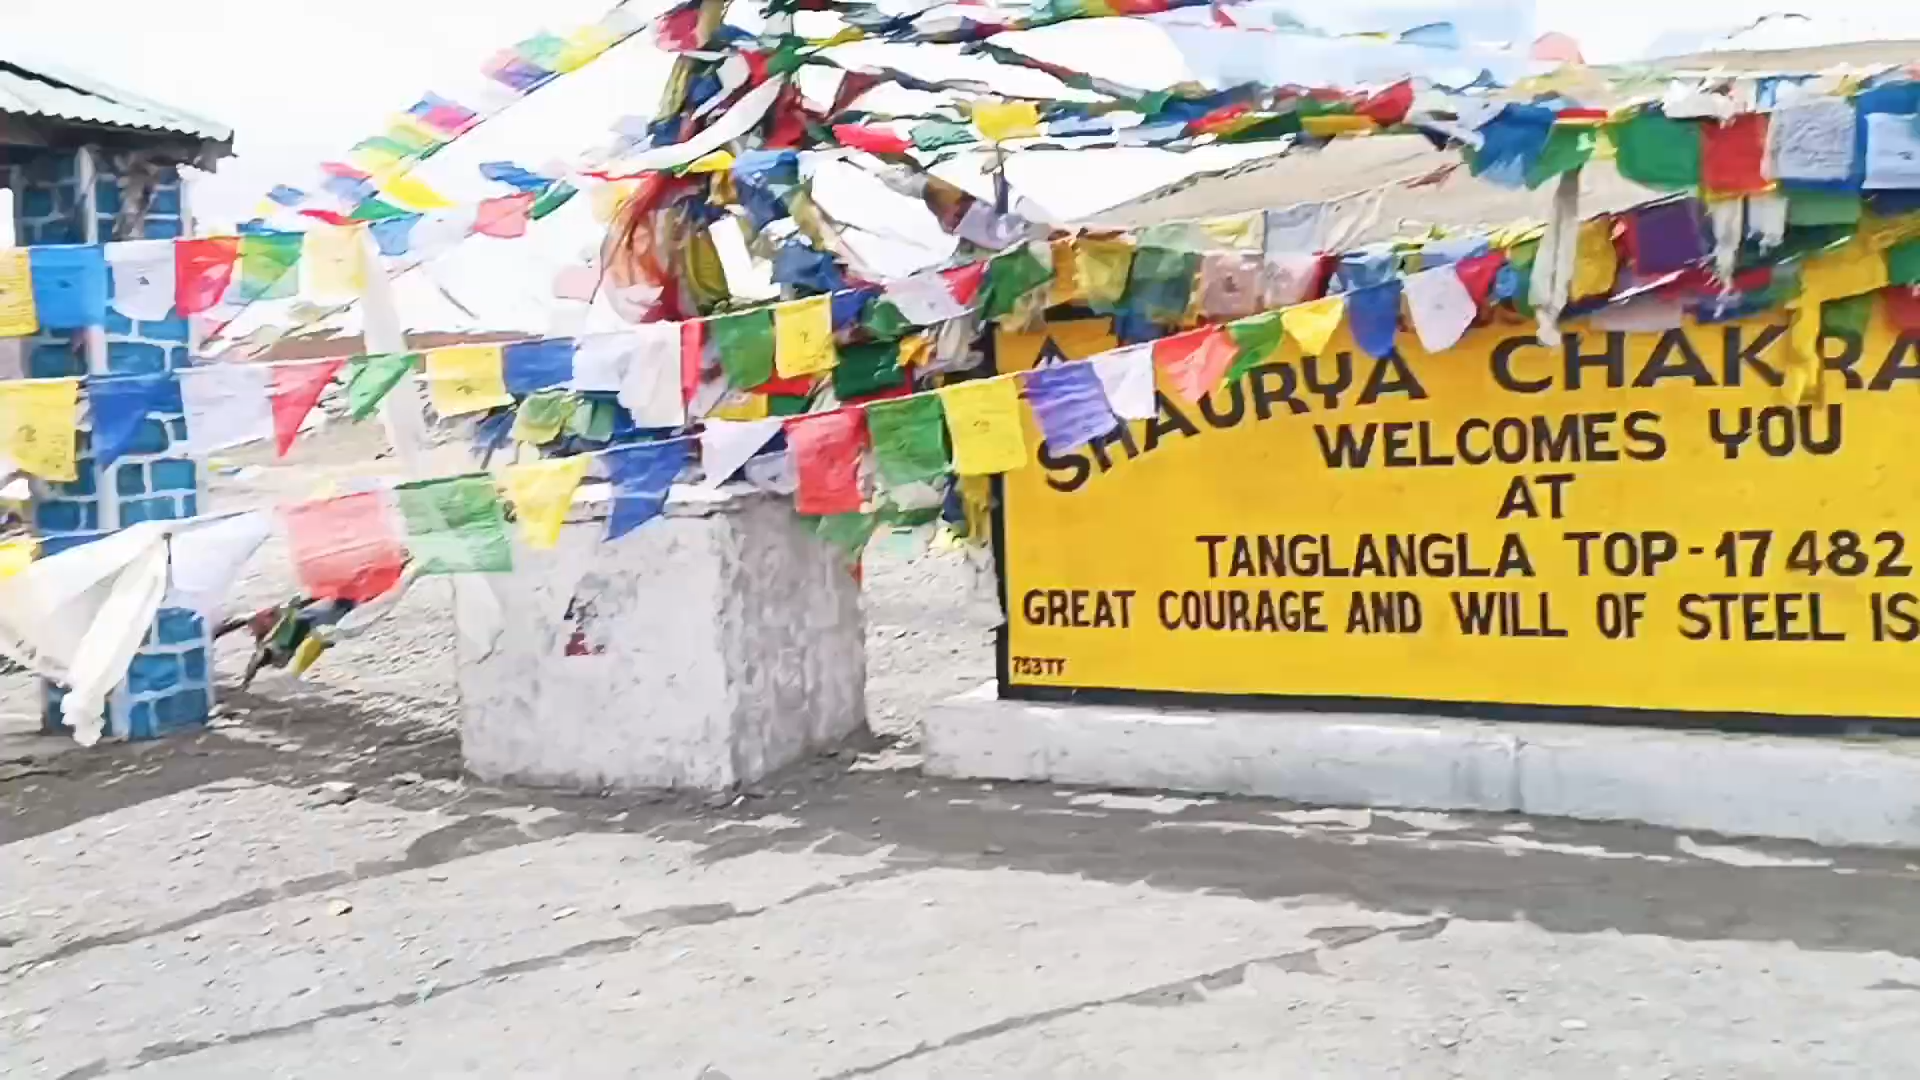 SHAURYA CHAKRA
WELCOMES YOU
AT
TANGLANGLA TOP-17482
GREAT COURAGE AND WILL OF STEEL IS
753TF